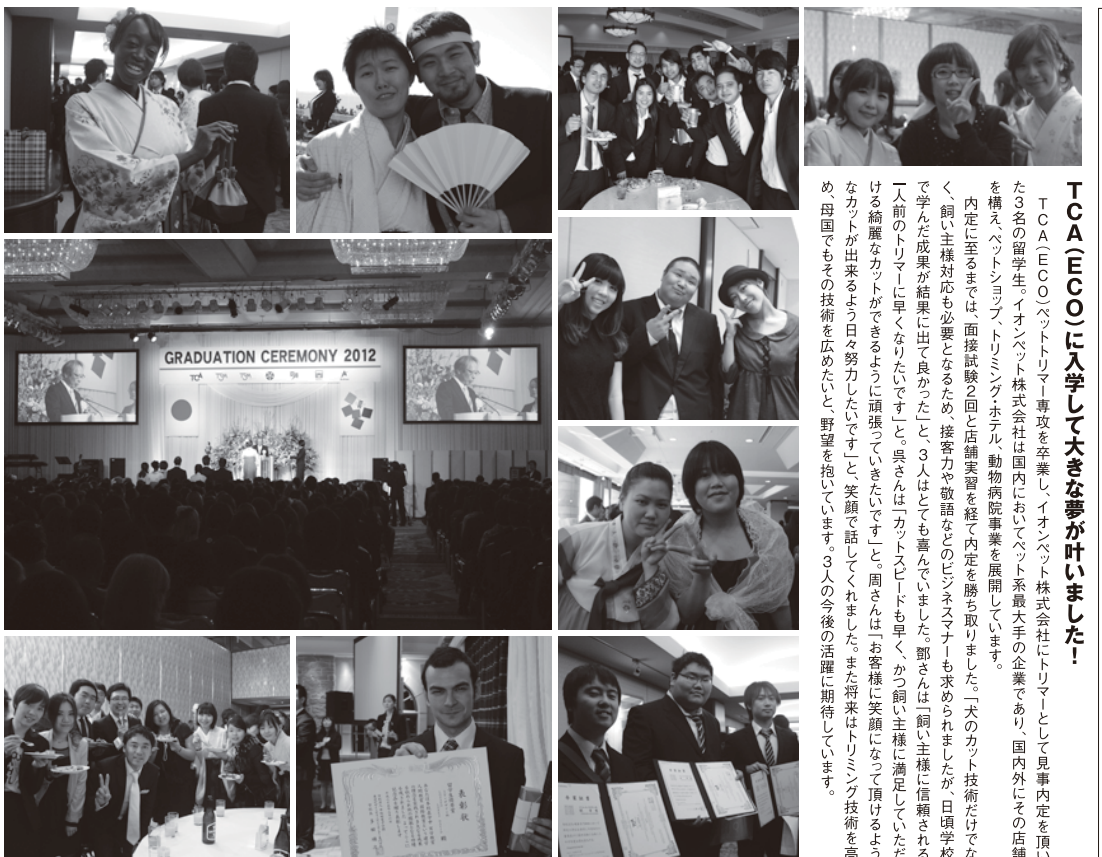 TCA（ECO）に入学して大きな夢が叶いました！
TCA（ECO）ペットトリマー専攻を卒業し、イオンペット株式会社にトリマーとして見事内定を頂い
た3名の留学生。イオンペット株式会社は国内においてペット系最大手の企業であり、国内外にその店舗
を構え、ペットショップ、トリミング・ホテル、動物病院事業を展開しています。
内定に至るまでは、面接試験2回と店舗実習を経て内定を勝ち取りました。「犬のカット技術だけでな
く、飼い主様対応も必要となるため、接客力や敬語などのビジネスマナーも求められましたが、日頃学校
で学んだ成果が結果に出て良かった」と、3人はとても喜んでいました。鄧さんは「飼い主様に信頼される
一人前のトリマーに早くなりたいです」と。呉さんは「カットスピードも早く、かつ飼い主様に満足していただ
ける綺麗なカットができるように頑張っていきたいです」と。周さんは「お客様に笑顔になって頂けるよう
なカットが出来るよう日々努力したいです」と、笑顔で話してくれました。また将来はトリミング技術を高
め、母国でもその技術を広めたいと、野望を抱いています。3人の今後の活躍に期待しています。
GRADUATION CEREMONY 2012
TCA
表彰状